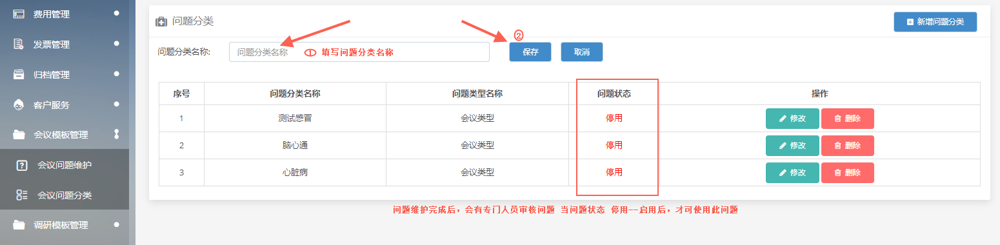 费用管理
发票管理
归档管理
客户服务
会议模板管理
会议问题维护
会议问题分类
调研模板管理
问题分类
新增问题分类
②
问题分类名称: 问题分类名称 ① 填写问题分类名称 保存 取消
序号 问题分类名称 问题类型名称 问题状态 操作
1 测试感冒 会议类型 停用 修改 删除
2 脑心通 会议类型 停用 修改 删除
3 心脏病 会议类型 停用 修改 删除
问题维护完成后，会有专门人员审核问题 当问题状态 停用--启用后，才可使用此问题